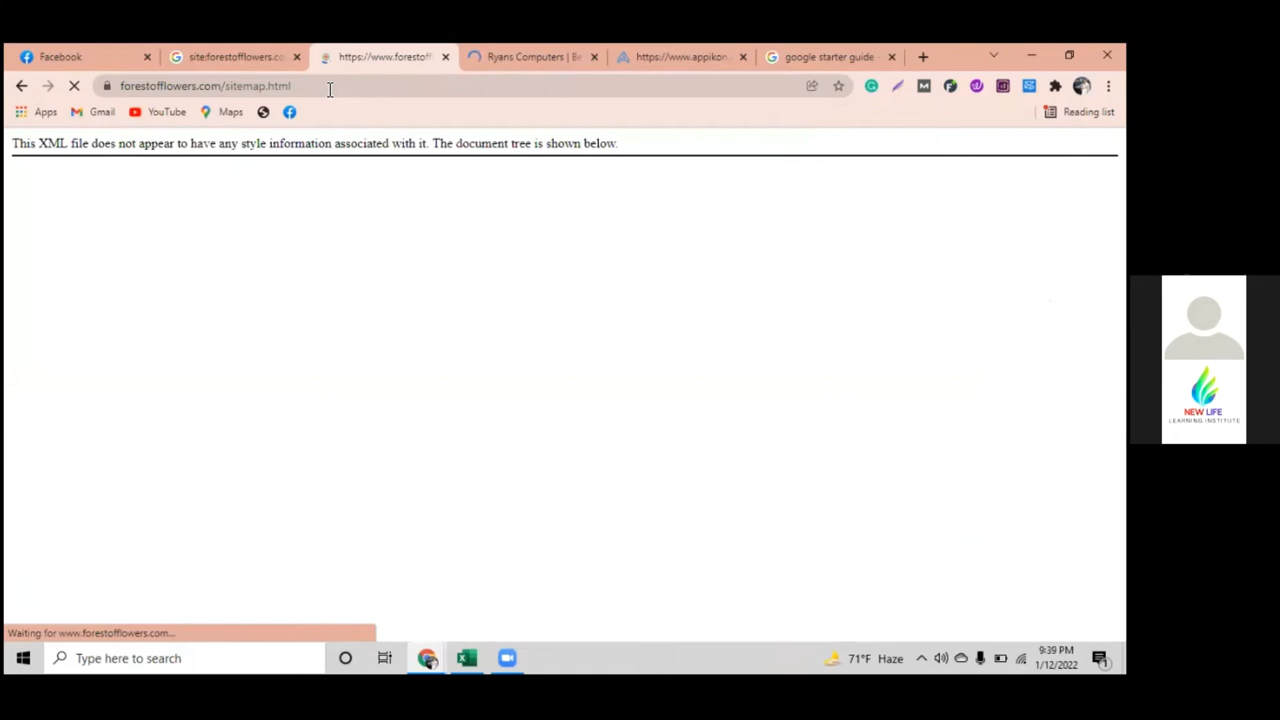 Facebook
site:forestofflowers.co
https://www.forestoff
Ryans Computers | Be
https://www.appikon.
google starter guide -
forestofflowers.com/sitemap.html
Apps
Gmail
YouTube
Maps
Reading list
This XML file does not appear to have any style information associated with it. The document tree is shown below.
NEW LIFE
LEARNING INSTITUTE
Waiting for www.forestofflowers.com...
Type here to search
71°F Haze
9:39 PM
1/12/2022